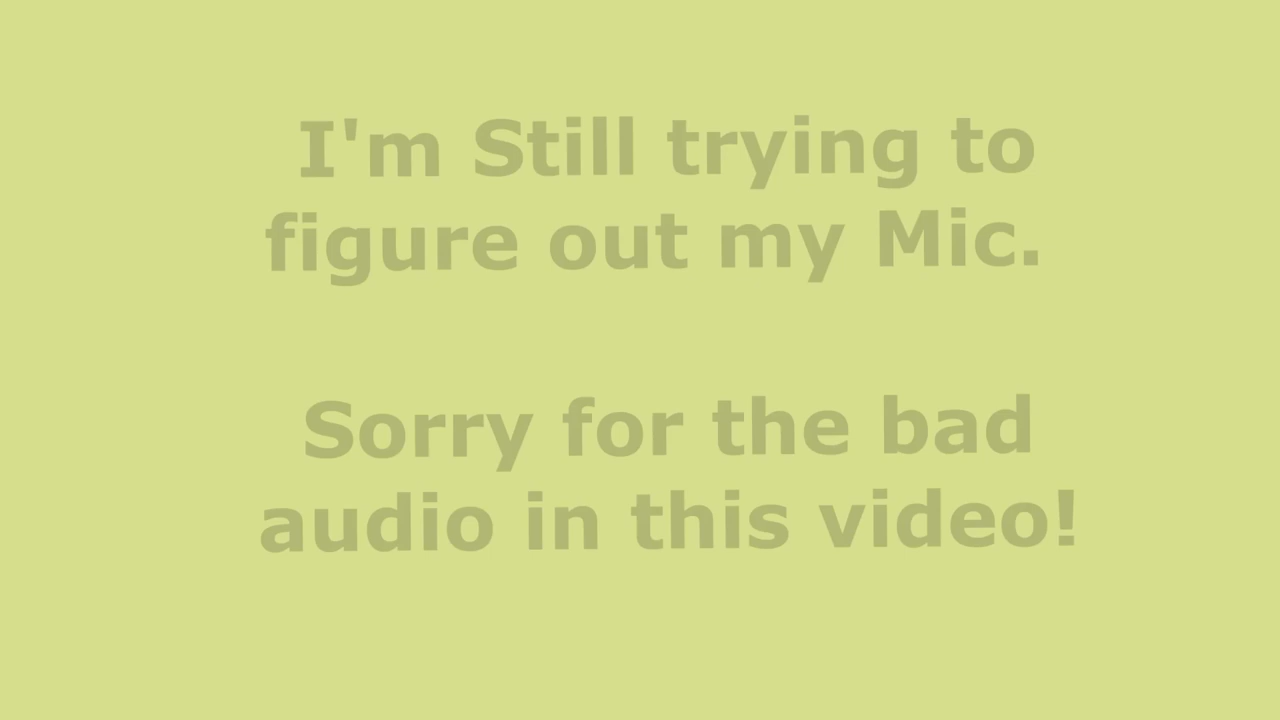 I'm Still trying to
figure out my Mic.
Sorry for the bad
audio in this video!